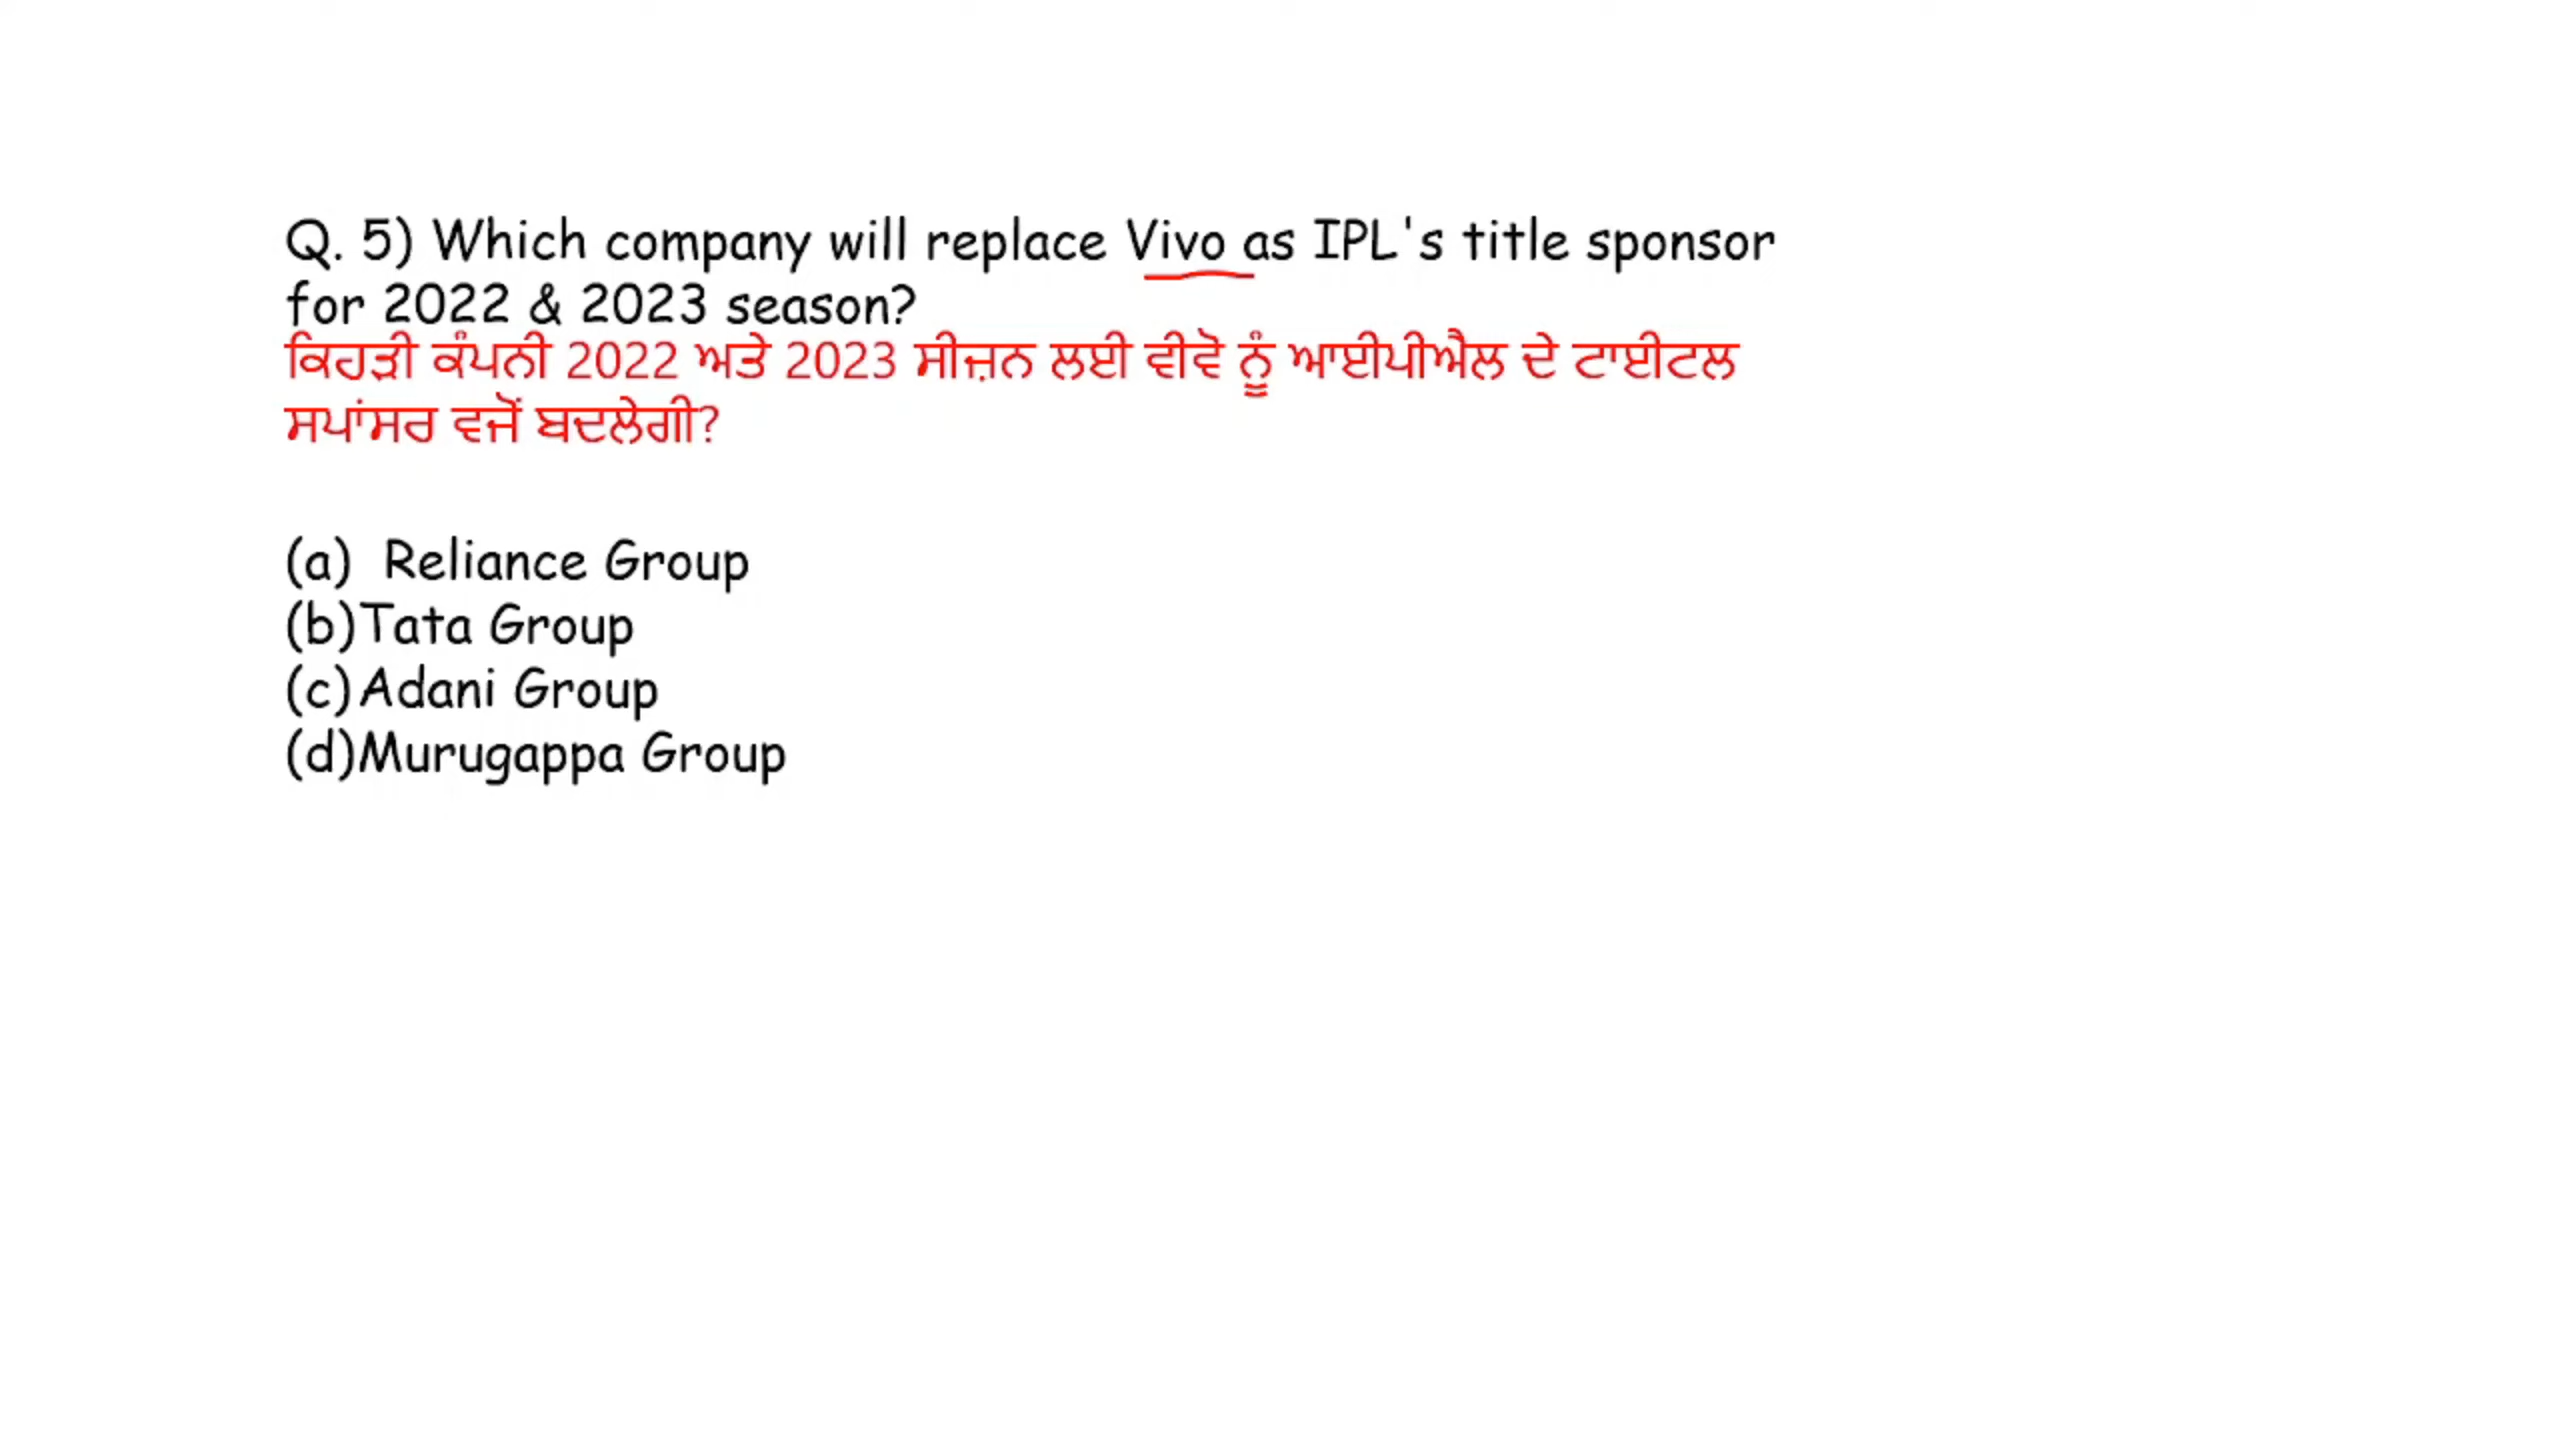 Q. 5) Which company will replace Vivo as IPL's title sponsor
for 2022 & 2023 season?
ਕਿਹੜੀ ਕੰਪਨੀ 2022 ਅਤੇ 2023 ਸੀਜ਼ਨ ਲਈ ਵੀਵੋ ਨੂੰ ਆਈਪੀਐਲ ਦੇ ਟਾਈਟਲ
ਸਪਾਂਸਰ ਵਜੋਂ ਬਦਲੇਗੀ?
(a) Reliance Group
(b)Tata Group
(c)Adani Group
(d)Murugappa Group